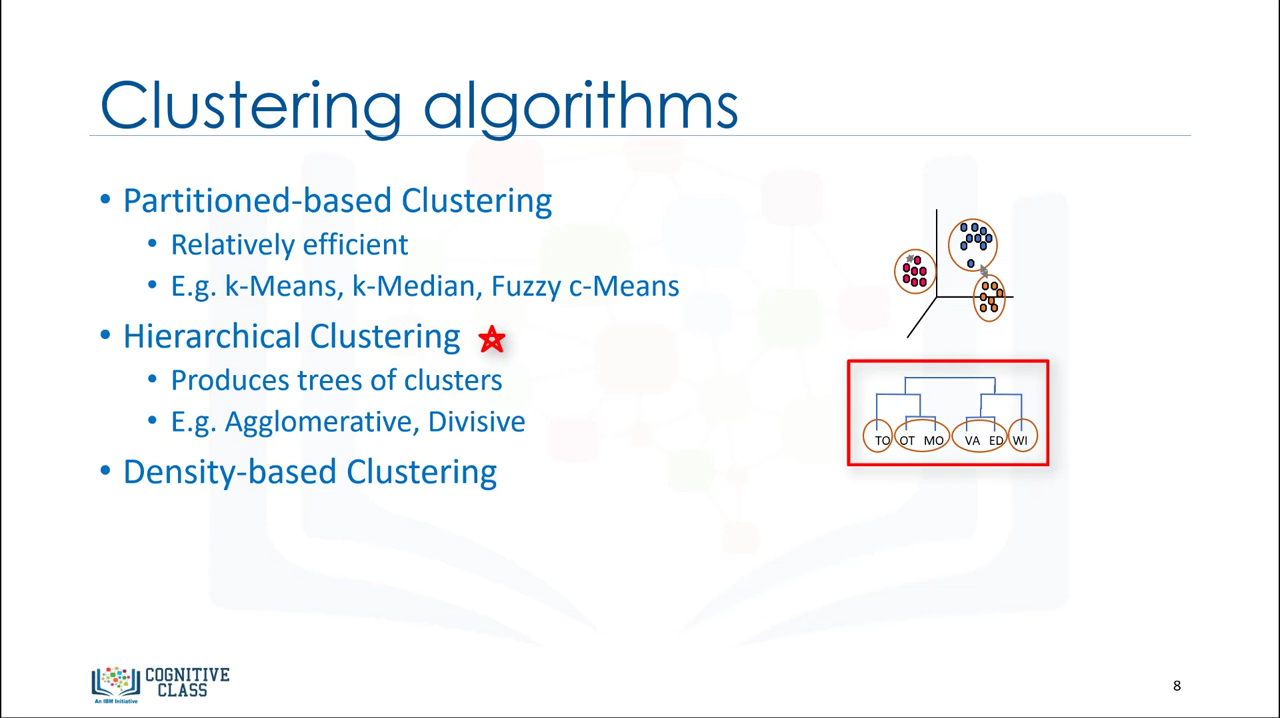 Clustering algorithms
• Partitioned-based Clustering
• Relatively efficient
• E.g. k-Means, k-Median, Fuzzy c-Means
• Hierarchical Clustering
• Produces trees of clusters
• E.g. Agglomerative, Divisive
• Density-based Clustering
TO OT MO VA ED WI
COGNITIVE
CLASS
An IBM Initiative
8